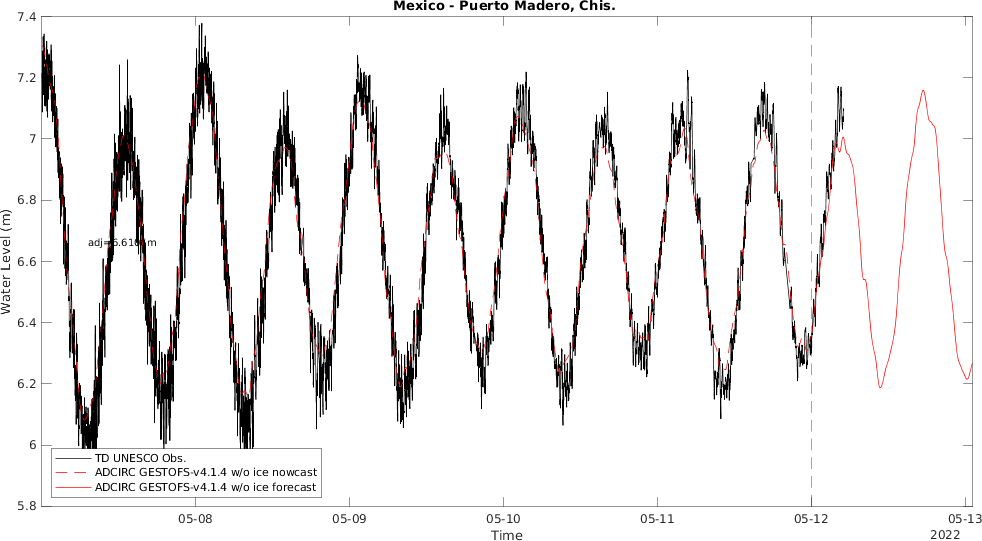 Mexico - Puerto Madero, Chis.
7.4
7.2
7
6.8
6.6
6.4
6.2
6
5.8
Water Level (m)
TD UNESCO Obs.
ADCIRC GESTOFS-v4.1.4 w/o ice nowcast
ADCIRC GESTOFS-v4.1.4 w/o ice forecast
05-08
05-09
05-10
05-11
05-12
05-13
Time
2022